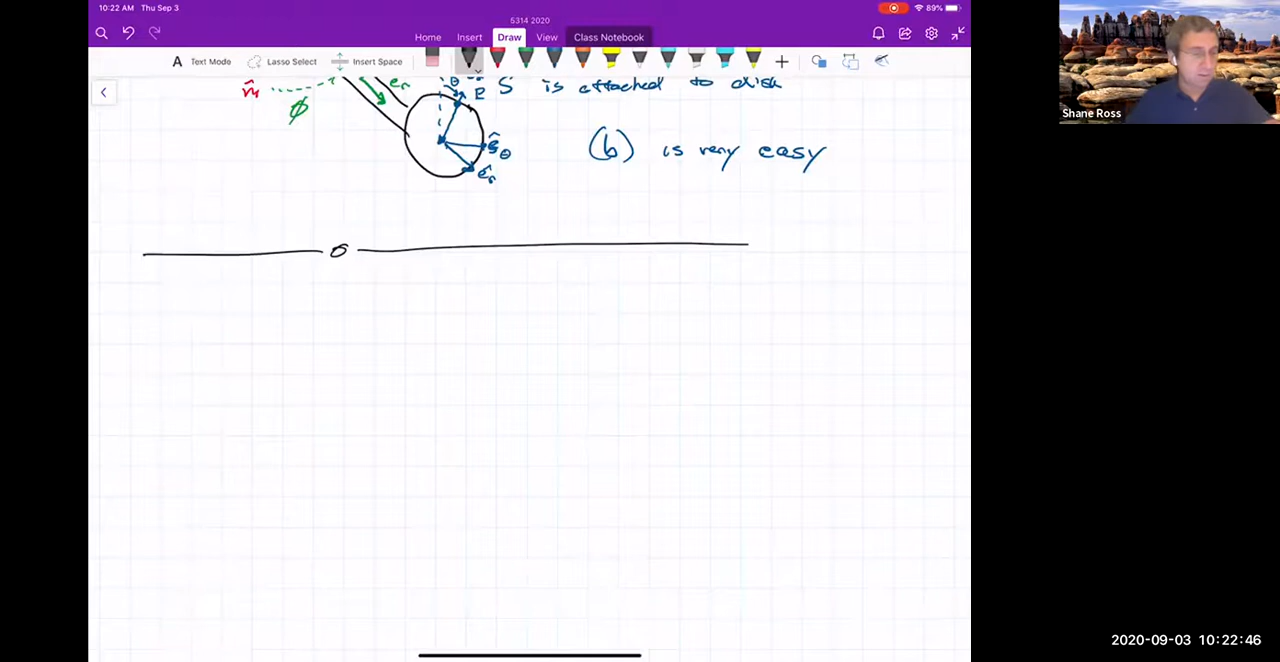 10:22 AM Thu Sep 3
89%
5314 2020
Home Insert Draw View Class Notebook
Text Mode Lasso Select Insert Space
Shane Ross
S is attached to disk
ϕ
(b) is very easy
θ
êr
2020-09-03 10:22:46